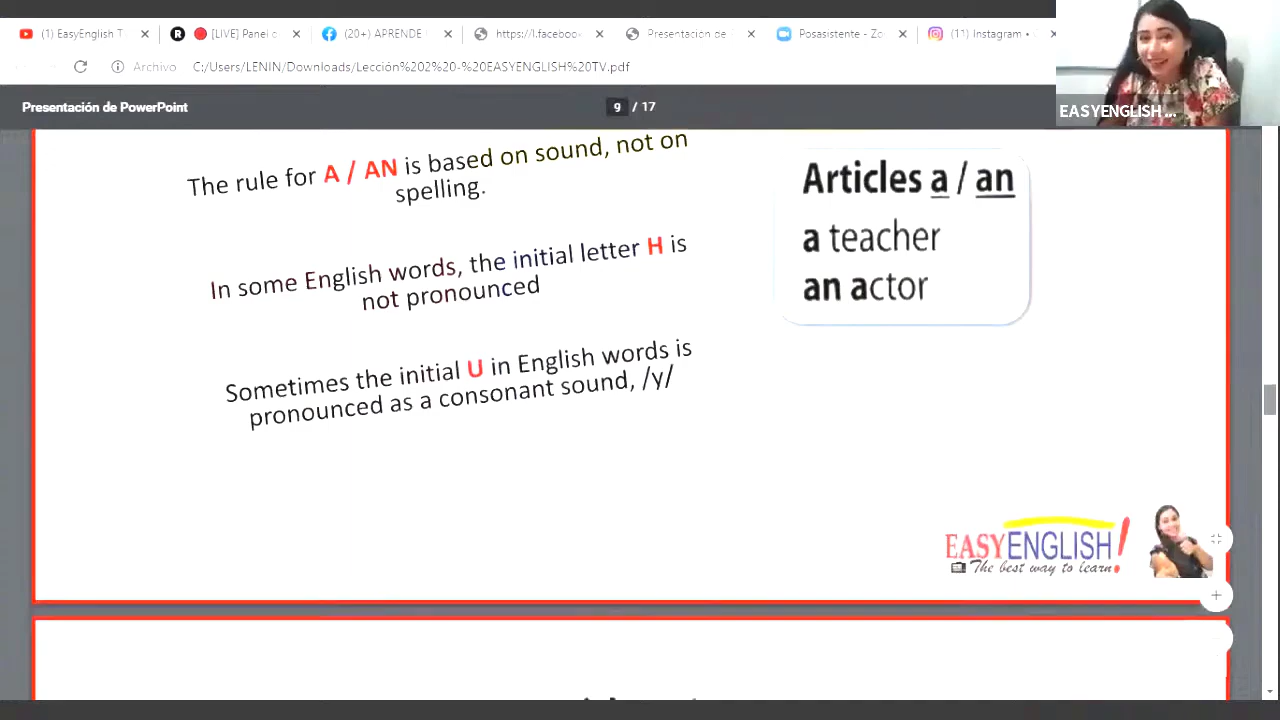 (1) EasyEnglish T
[LIVE] Panel c
(20+) APRENDE
https://l.faceboo
Presentación de
Posasistente - Zo
(11) Instagram •
Archivo C:/Users/LENIN/Downloads/Lección%202%20-%20EASYENGLISH%20TV.pdf
EASYENGLISH ...
Presentación de PowerPoint
9 / 17
The rule for A / AN is based on sound, not on
spelling.
In some English words, the initial letter H is
not pronounced
Sometimes the initial U in English words is
pronounced as a consonant sound, /y/
Articles a / an
a teacher
an actor
EASYENGLISH!
The best way to learn!